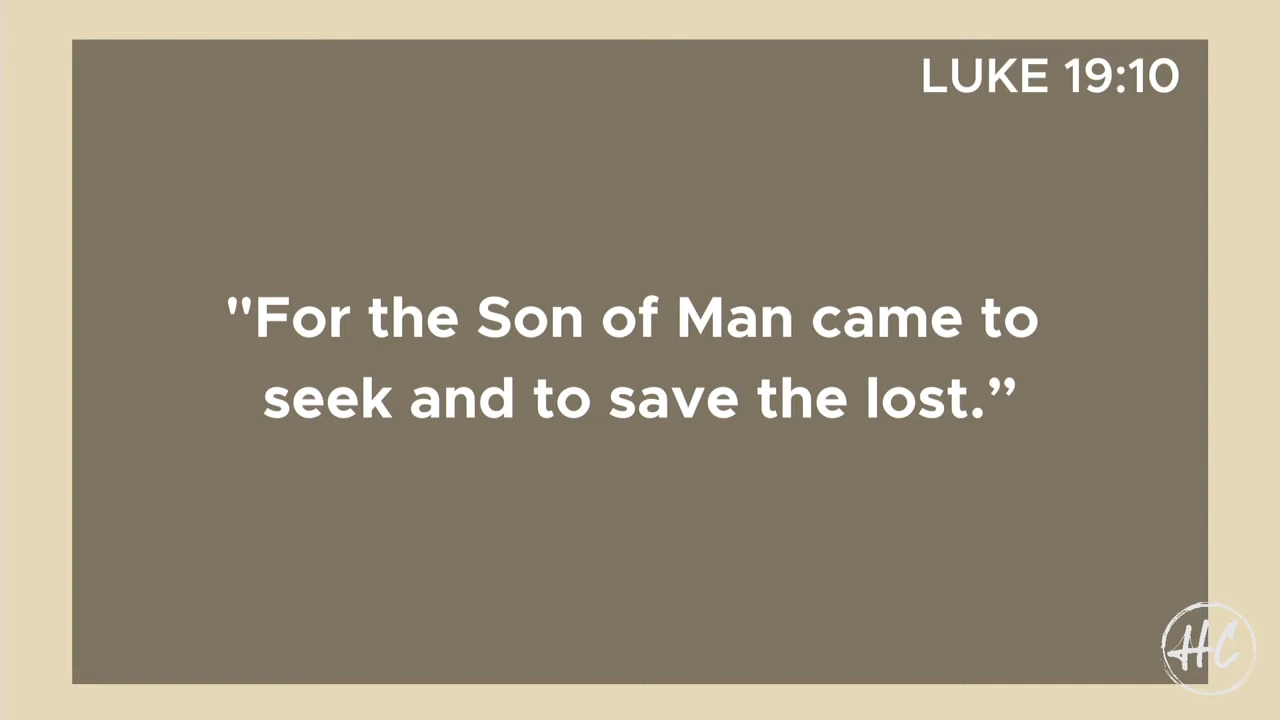 LUKE 19:10
"For the Son of Man came to
seek and to save the lost.”
HC